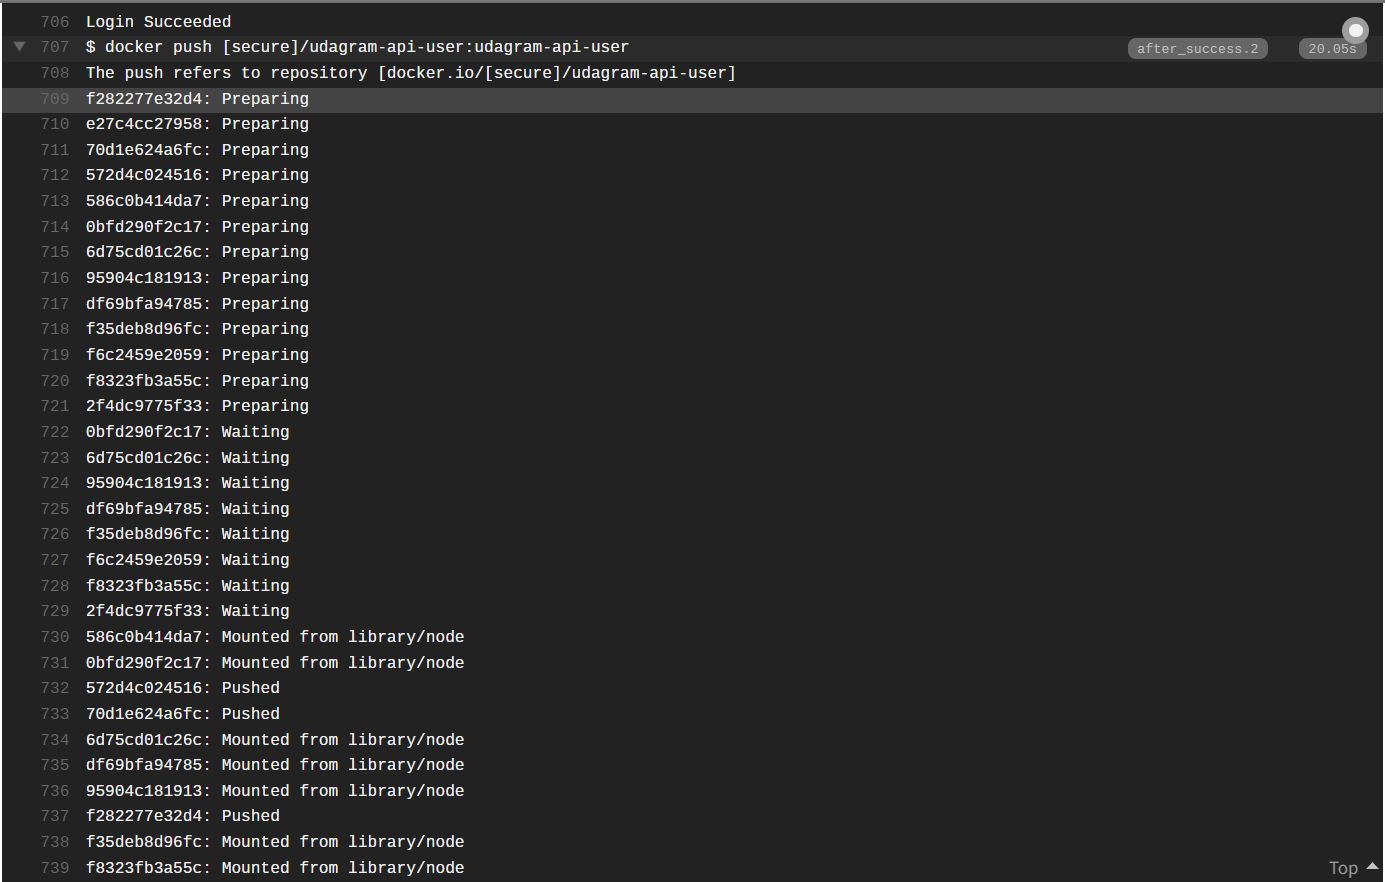 706 Login Succeeded
707 $ docker push [secure]/udagram-api-user:udagram-api-user after_success.2 20.05s
708 The push refers to repository [docker.io/[secure]/udagram-api-user]
709 f282277e32d4: Preparing
710 e27c4cc27958: Preparing
711 70d1e624a6fc: Preparing
712 572d4c024516: Preparing
713 586c0b414da7: Preparing
714 0bfd290f2c17: Preparing
715 6d75cd01c26c: Preparing
716 95904c181913: Preparing
717 df69bfa94785: Preparing
718 f35deb8d96fc: Preparing
719 f6c2459e2059: Preparing
720 f8323fb3a55c: Preparing
721 2f4dc9775f33: Preparing
722 0bfd290f2c17: Waiting
723 6d75cd01c26c: Waiting
724 95904c181913: Waiting
725 df69bfa94785: Waiting
726 f35deb8d96fc: Waiting
727 f6c2459e2059: Waiting
728 f8323fb3a55c: Waiting
729 2f4dc9775f33: Waiting
730 586c0b414da7: Mounted from library/node
731 0bfd290f2c17: Mounted from library/node
732 572d4c024516: Pushed
733 70d1e624a6fc: Pushed
734 6d75cd01c26c: Mounted from library/node
735 df69bfa94785: Mounted from library/node
736 95904c181913: Mounted from library/node
737 f282277e32d4: Pushed
738 f35deb8d96fc: Mounted from library/node
739 f8323fb3a55c: Mounted from library/node
Top